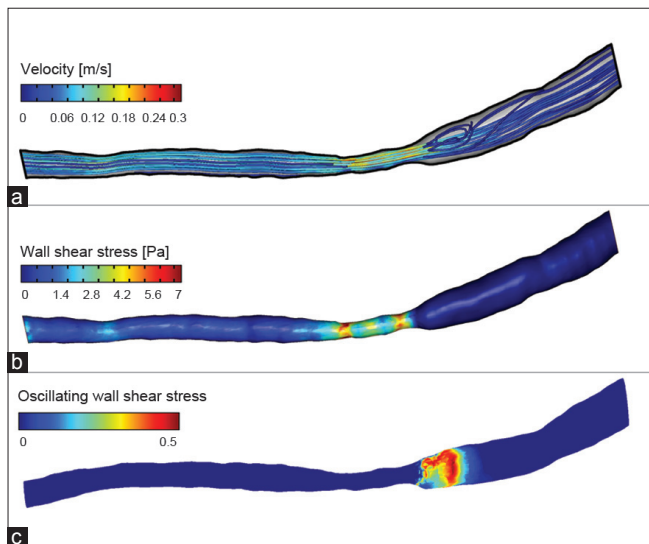 Velocity [m/s]
0 0.06 0.12 0.18 0.24 0.3
a
Wall shear stress [Pa]
0 1.4 2.8 4.2 5.6 7
b
Oscillating wall shear stress
0 0.5
c